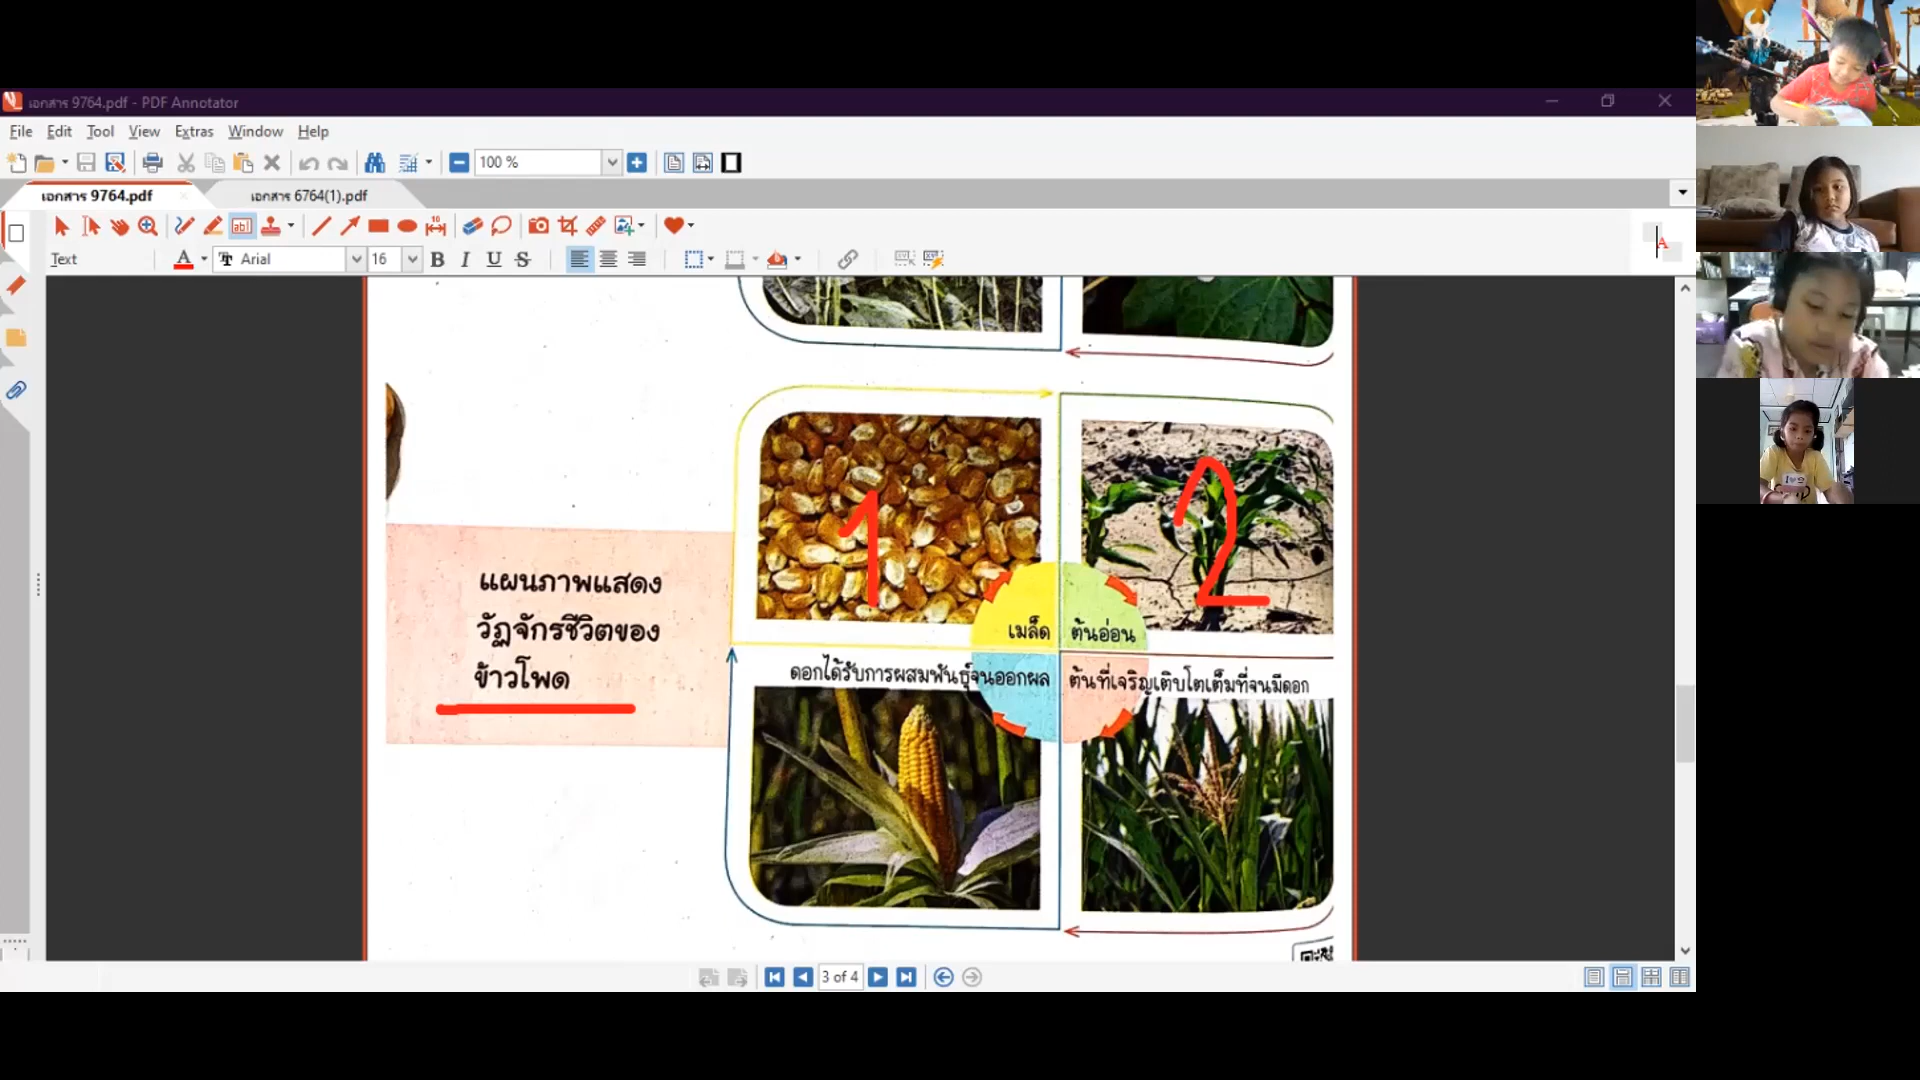 เอกสาร 9764.pdf - PDF Annotator
File Edit Tool View Extras Window Help
100 %
เอกสาร 9764.pdf เอกสาร 6764(1).pdf
Text A Arial 16 B I U S
1 2
แผนภาพแสดง
วัฏจักรชีวิตของ
ข้าวโพด
เมล็ด ต้นอ่อน
ดอกได้รับการผสมพันธุ์จนออกผล ต้นที่เจริญเติบโตเต็มที่จนมีดอก
3 of 4